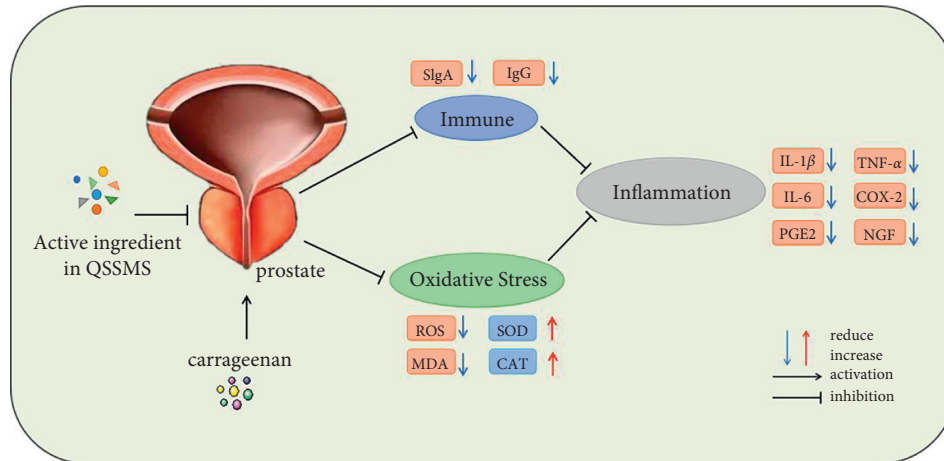 SlgA
IgG
Immune
IL-1β
TNF-α
Inflammation
IL-6
COX-2
PGE2
NGF
Active ingredient
in QSSMS
prostate
Oxidative Stress
ROS
SOD
MDA
CAT
carrageenan
reduce
increase
activation
inhibition